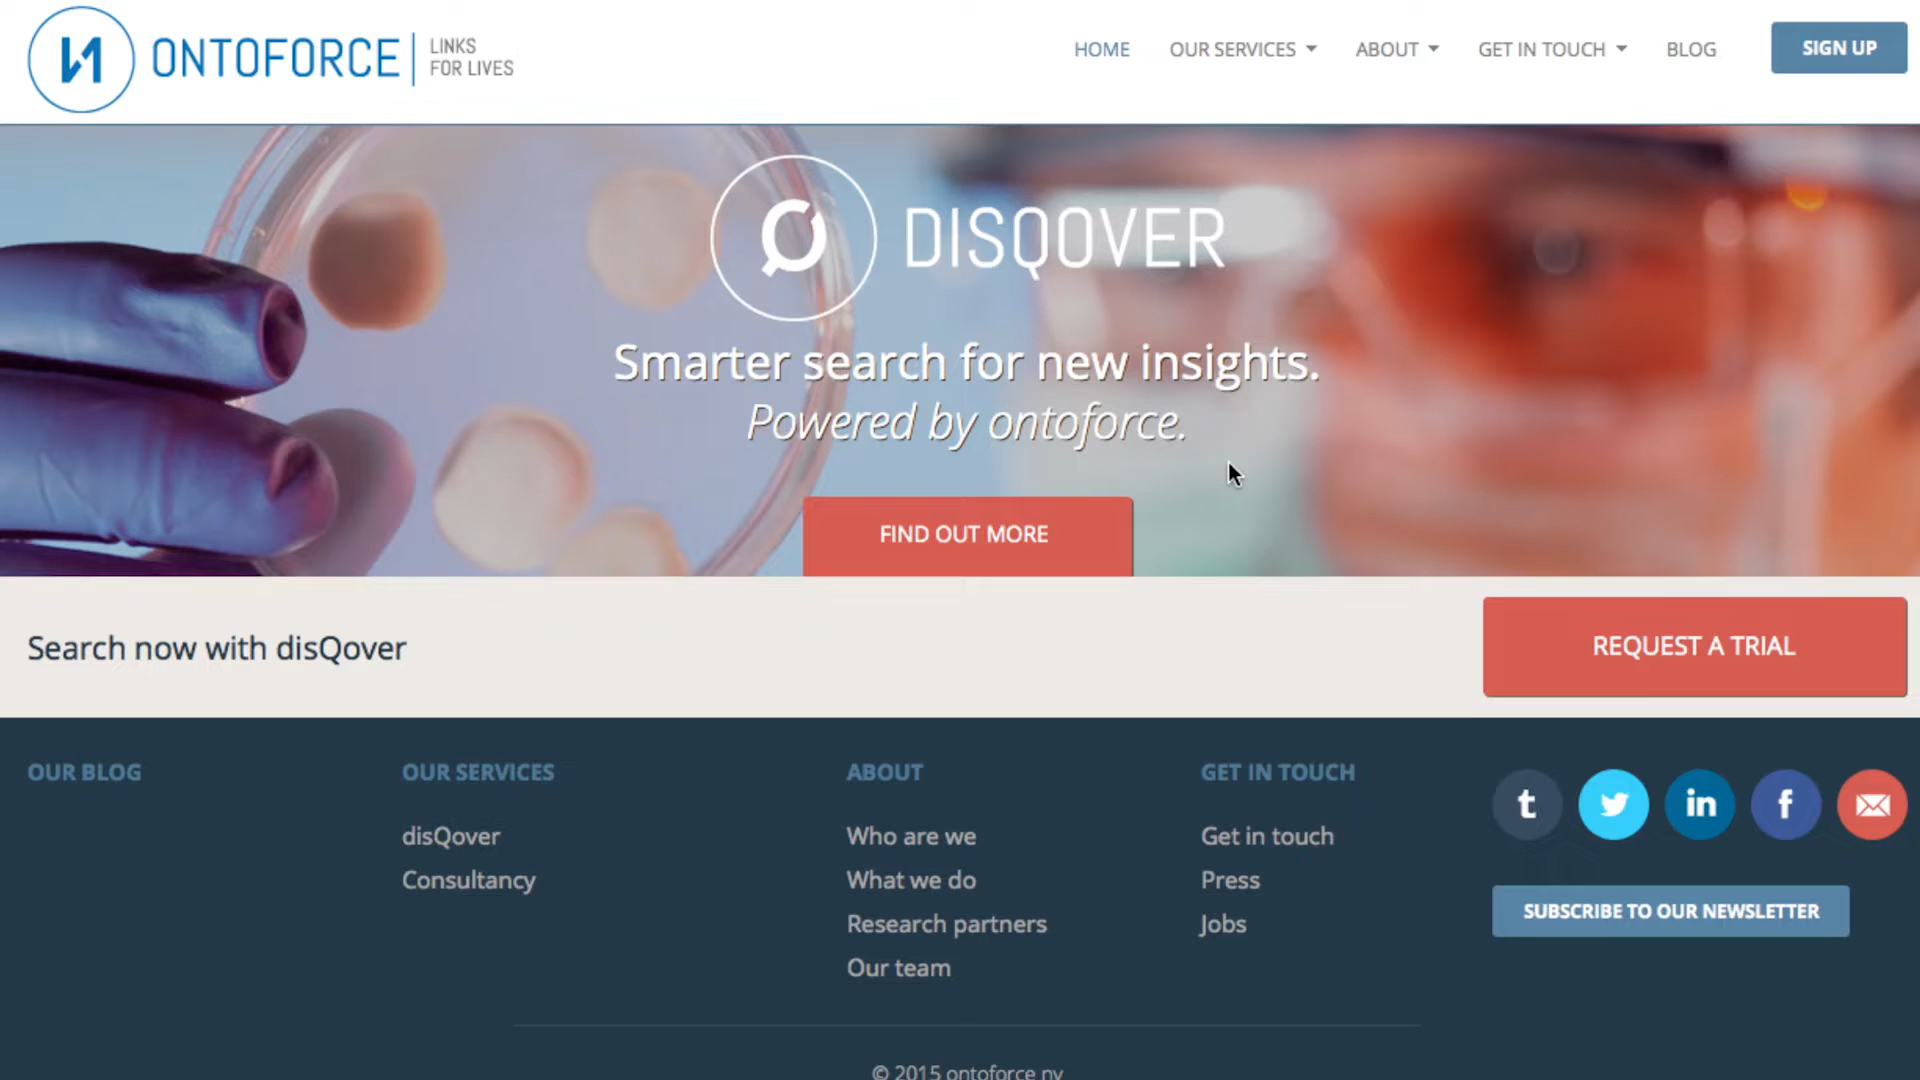 ONTOFORCE
LINKS
FOR LIVES
HOME
OUR SERVICES
ABOUT
GET IN TOUCH
BLOG
SIGN UP
DISQOVER
Smarter search for new insights.
Powered by ontoforce.
FIND OUT MORE
Search now with disQover
REQUEST A TRIAL
OUR BLOG
OUR SERVICES
disQover
Consultancy
ABOUT
Who are we
What we do
Research partners
Our team
GET IN TOUCH
Get in touch
Press
Jobs
SUBSCRIBE TO OUR NEWSLETTER
© 2015 ontoforce nv